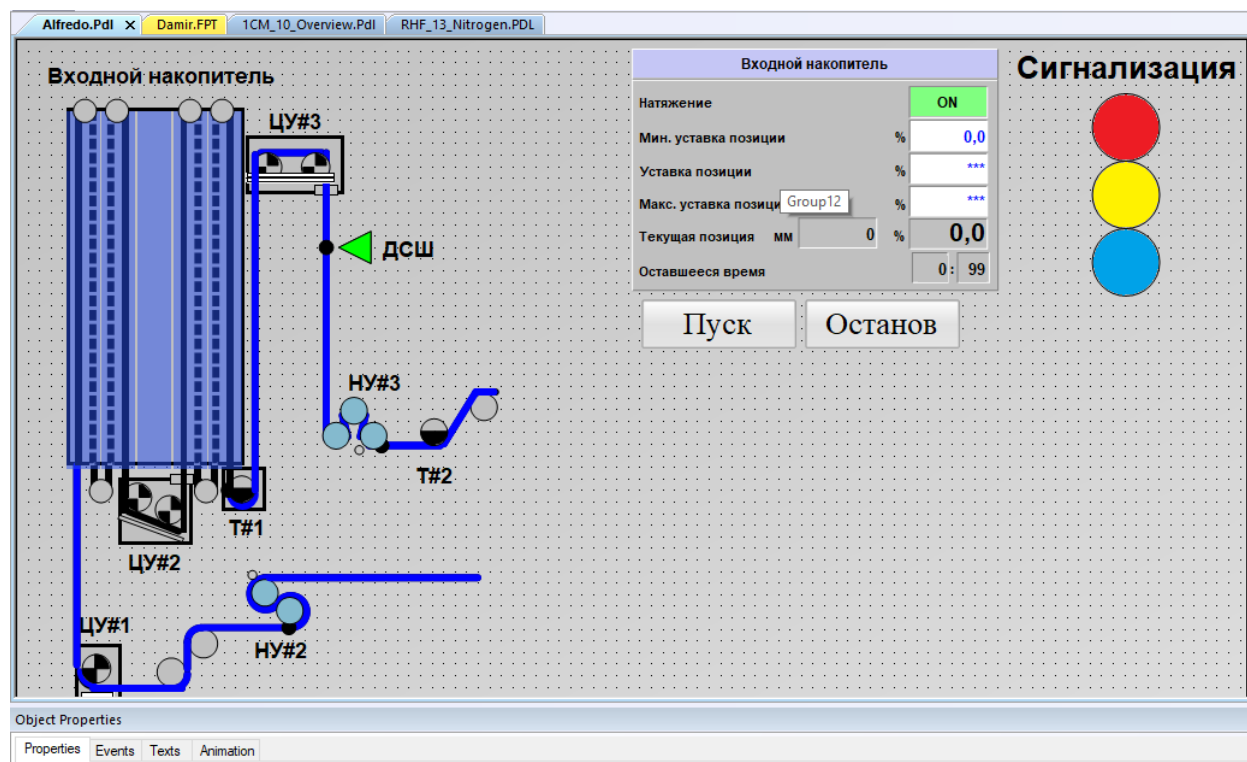 Alfredo.Pdl X Damir.FPT 1CM_10_Overview.Pdl RHF_13_Nitrogen.PDL
Входной накопитель
ЦУ#3
ДСШ
НУ#3
Т#2
Т#1
ЦУ#2
ЦУ#1
НУ#2
Входной накопитель
Натяжение ON
Мин. уставка позиции % 0,0
Уставка позиции % ***
Макс. уставка % ***
Group12
Текущая позиция мм 0 % 0,0
Оставшееся время 0: 99
Пуск Останов
Сигнализация
Object Properties
Properties Events Texts Animation